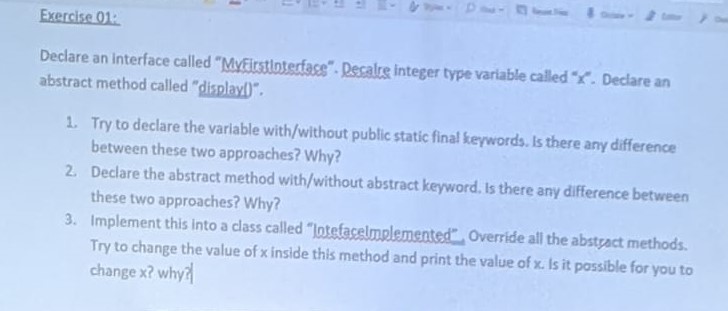 Exercise 01:
Declare an interface called "MyFirstInterface". Decalre integer type variable called "x". Declare an
abstract method called "display()".
1. Try to declare the variable with/without public static final keywords. Is there any difference
between these two approaches? Why?
2. Declare the abstract method with/without abstract keyword. Is there any difference between
these two approaches? Why?
3. Implement this into a class called "IntefaceImplemented". Override all the abstract methods.
Try to change the value of x inside this method and print the value of x. Is it possible for you to
change x? why?